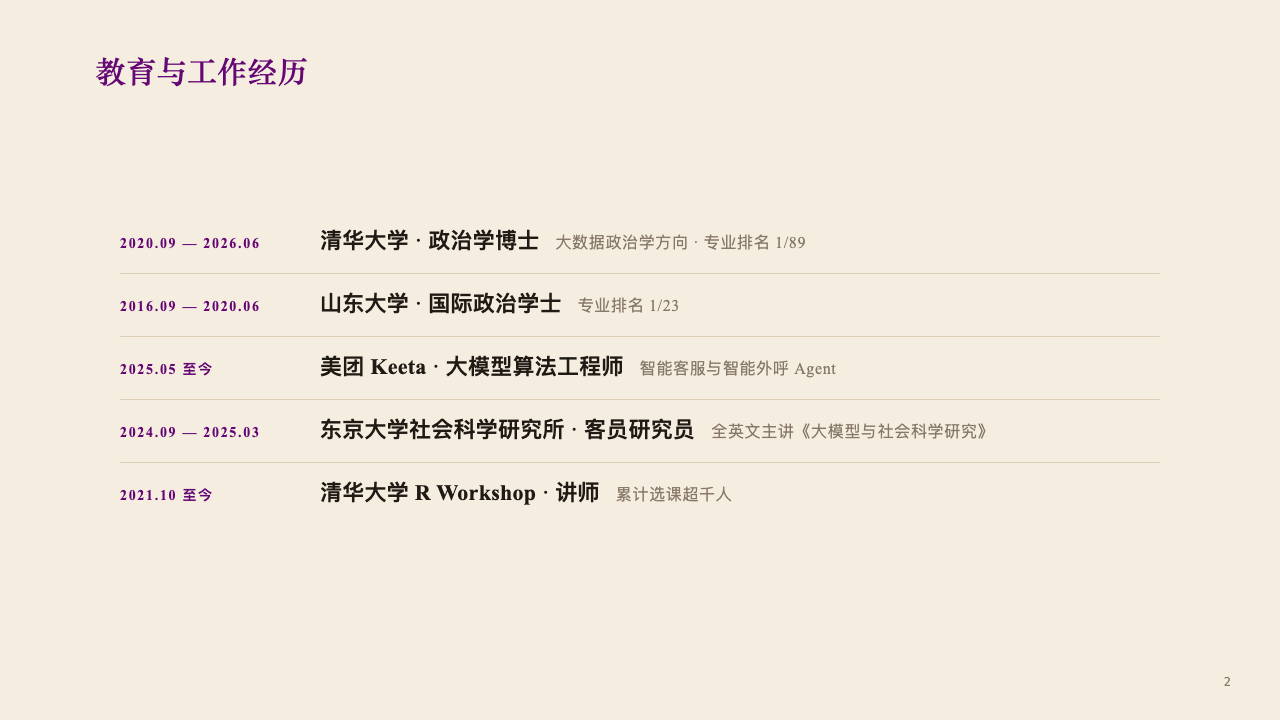 教育与工作经历
2020.09 — 2026.06 清华大学 · 政治学博士 大数据政治学方向 · 专业排名 1/89
2016.09 — 2020.06 山东大学 · 国际政治学士 专业排名 1/23
2025.05 至今 美团 Keeta · 大模型算法工程师 智能客服与智能外呼 Agent
2024.09 — 2025.03 东京大学社会科学研究所 · 客员研究员 全英文主讲《大模型与社会科学研究》
2021.10 至今 清华大学 R Workshop · 讲师 累计选课超千人
2